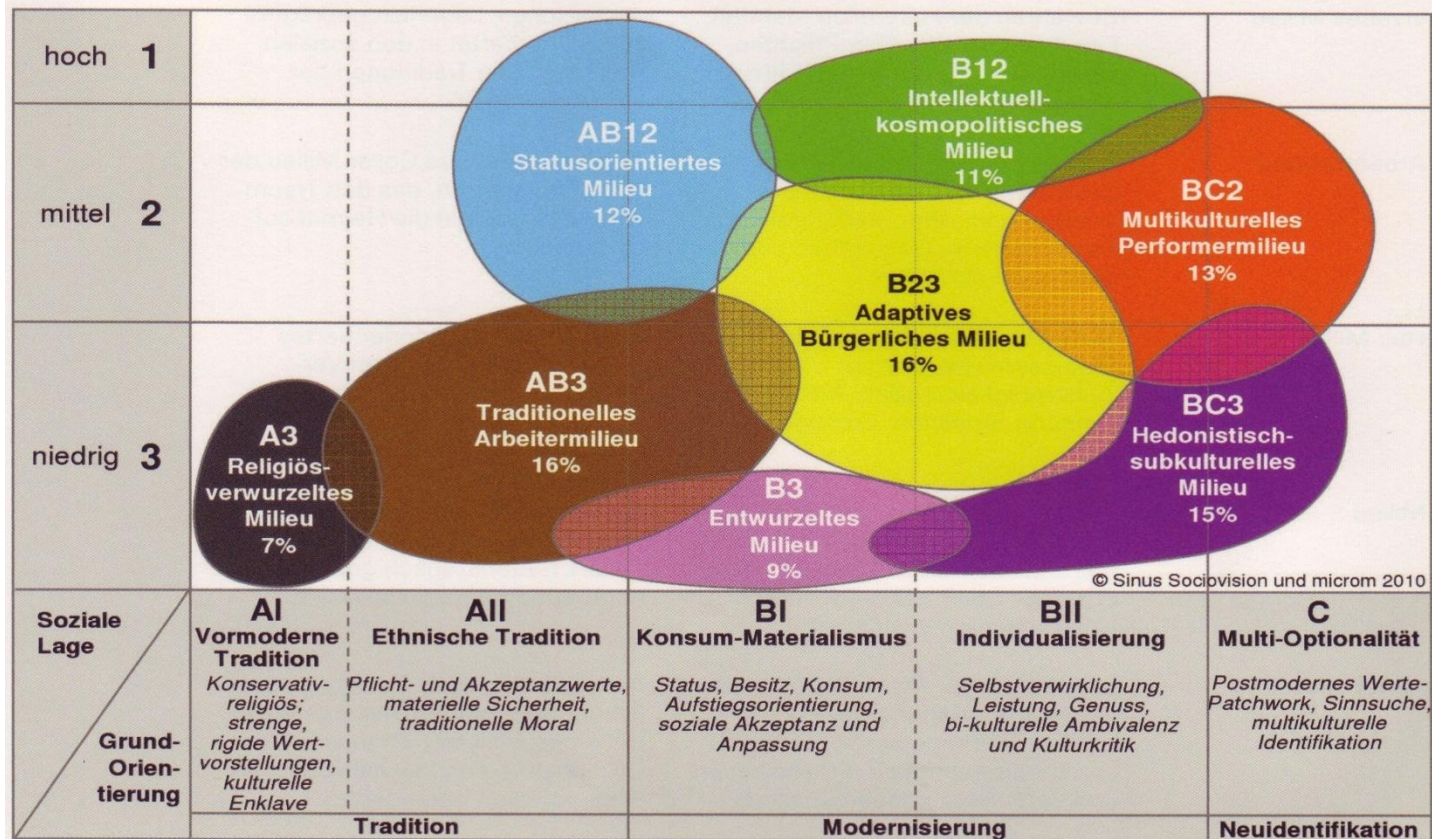 hoch 1
mittel 2
niedrig 3
AB12
Statusorientiertes
Milieu
12%
B12
Intellektuell-
kosmopolitisches
Milieu
11%
BC2
Multikulturelles
Performermilieu
13%
B23
Adaptives
Bürgerliches Milieu
16%
AB3
Traditionelles
Arbeitermilieu
16%
A3
Religiös-
verwurzeltes
Milieu
7%
B3
Entwurzeltes
Milieu
9%
BC3
Hedonistisch-
subkulturelles
Milieu
15%
© Sinus Sociovision und microm 2010
Soziale
Lage
Grund-
Orien-
tierung
AI
Vormoderne
Tradition
Konservativ-
religiös;
strenge,
rigide Wert-
vorstellungen,
kulturelle
Enklave
AII
Ethnische Tradition
Pflicht- und Akzeptanzwerte,
materielle Sicherheit,
traditionelle Moral
BI
Konsum-Materialismus
Status, Besitz, Konsum,
Aufstiegsorientierung,
soziale Akzeptanz und
Anpassung
BII
Individualisierung
Selbstverwirklichung,
Leistung, Genuss,
bi-kulturelle Ambivalenz
und Kulturkritik
C
Multi-Optionalität
Postmodernes Werte-
Patchwork, Sinnsuche,
multikulturelle
Identifikation
Tradition
Modernisierung
Neuidentifikation